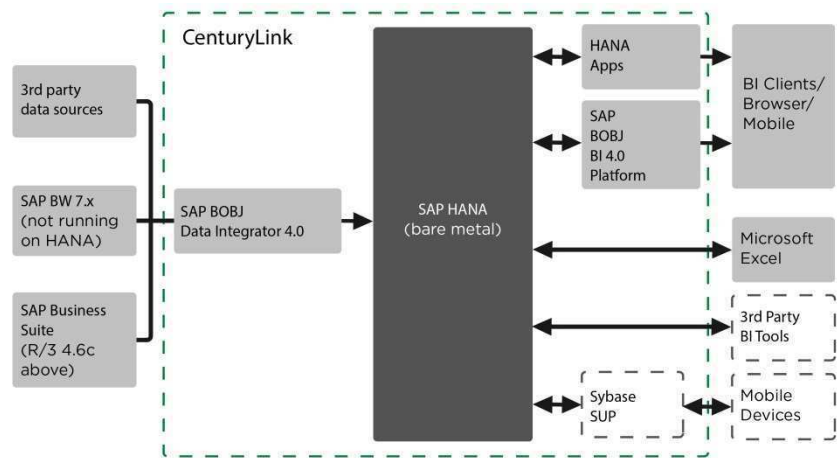 CenturyLink
3rd party
data sources
SAP BW 7.x
(not running
on HANA)
SAP Business
Suite
(R/3 4.6c
above)
SAP BOBJ
Data Integrator 4.0
SAP HANA
(bare metal)
HANA
Apps
SAP
BOBJ
BI 4.0
Platform
Sybase
SUP
BI Clients/
Browser/
Mobile
Microsoft
Excel
3rd Party
BI Tools
Mobile
Devices